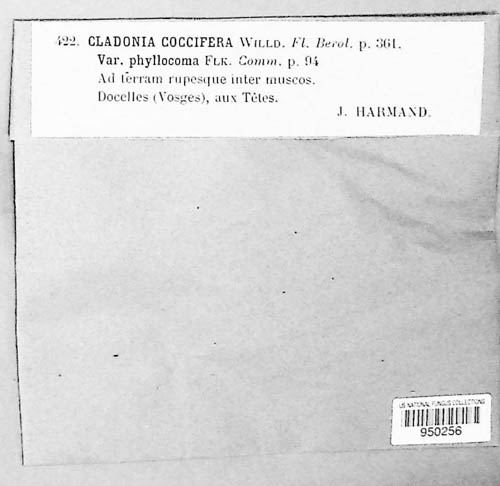 422. CLADONIA COCCIFERA WILLD. Fl. Berol. p. 361.
Var. phyllocoma FLK. Comm. p. 94
Ad terram rupesque inter muscos.
Docelles (Vosges), aux Têtes.
J. HARMAND.
US NATIONAL FUNGUS COLLECTIONS
950256